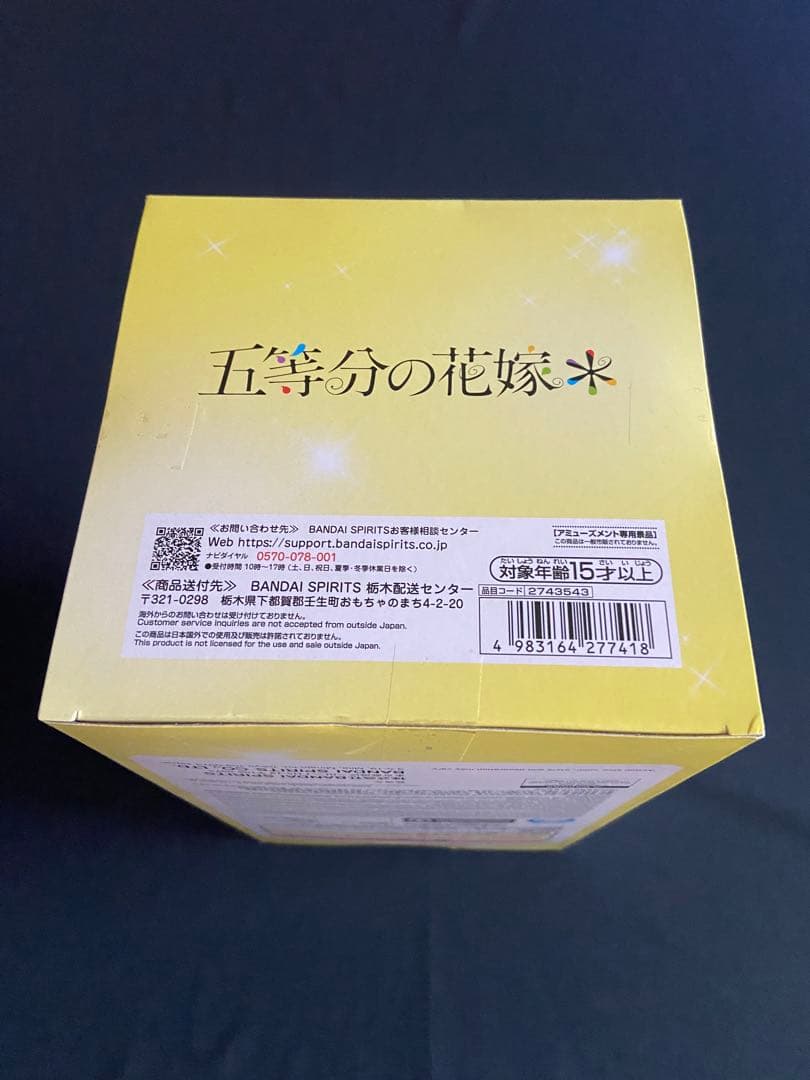 五等分の花嫁*
≪お問い合わせ先≫ BANDAI SPIRITSお客様相談センター
Web https://support.bandaispirits.co.jp
ナビダイヤル 0570-078-001
●受付時間 10時~17時 (土、日、祝日、夏季・冬季休業日を除く)
≪商品送付先≫ BANDAI SPIRITS 栃木配送センター
〒321-0298 栃木県下都賀郡壬生町おもちゃのまち4-2-20
海外からのお問い合わせは受け付けておりません。
Customer service inquiries are not accepted from outside Japan.
この商品は日本国外での使用及び販売は許諾されておりません。
This product is not licensed for the use and sale outside Japan.
【アミューズメント専用景品】
この商品は一般市販されておりません。
たいしょうねんれい さい いじょう
対象年齢15才以上
品目コード 2743543
4 983164 277418
BANDAI SPIRITS